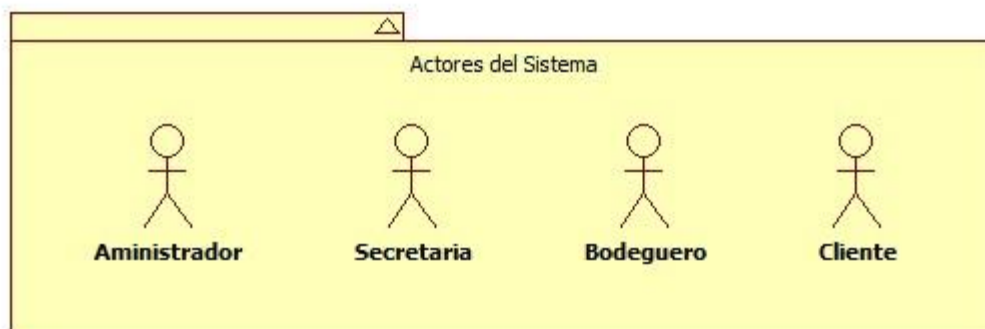 Actores del Sistema
Aministrador Secretaria Bodeguero Cliente